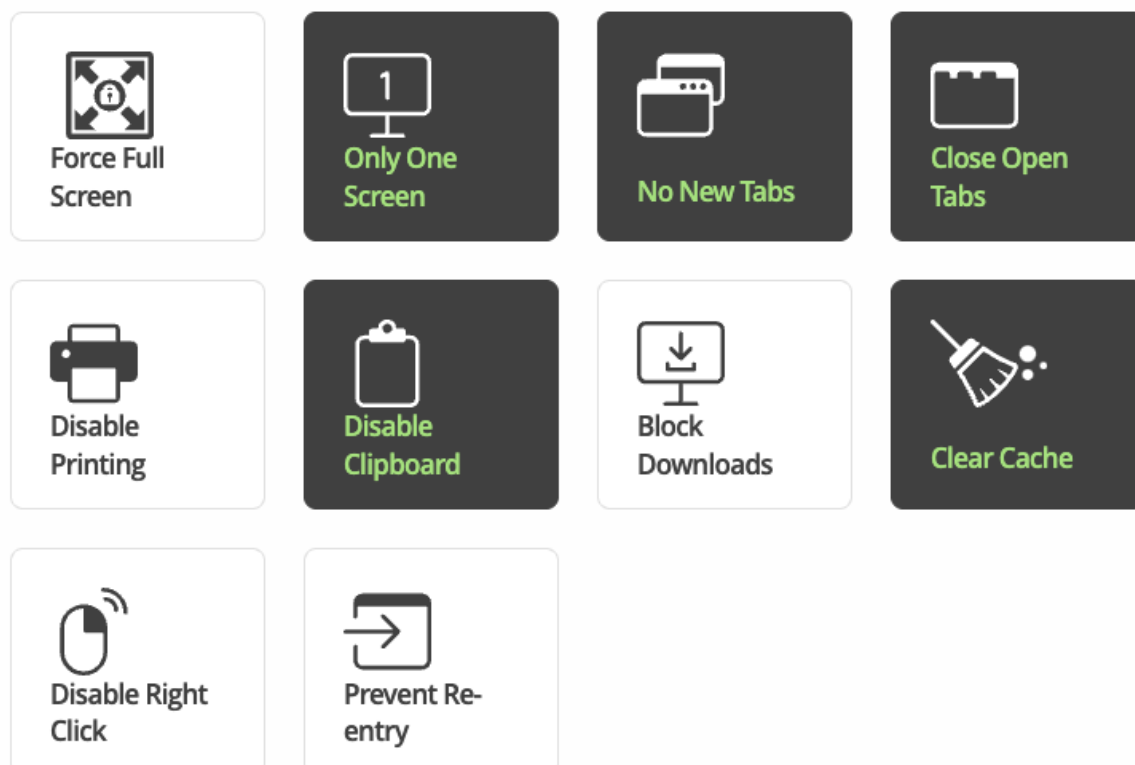 1
Force Full
Screen
Only One
Screen
No New Tabs
Close Open
Tabs
Disable
Printing
Disable
Clipboard
Block
Downloads
Clear Cache
Disable Right
Click
Prevent Re-
entry